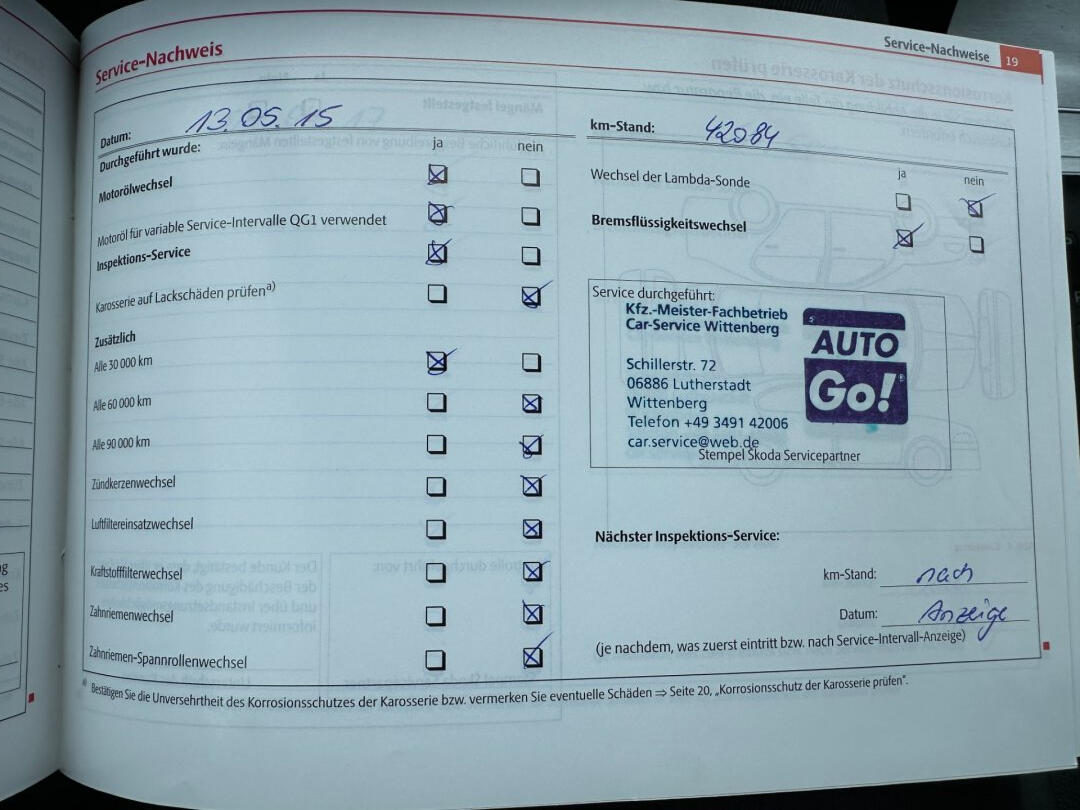 Service-Nachweis
Service-Nachweise 19
Datum: 13.05.15
Durchgeführt wurde: ja nein
Motorölwechsel
Motoröl für variable Service-Intervalle QG1 verwendet
Inspektions-Service
Karosserie auf Lackschäden prüfen a)
Zusätzlich
Alle 30 000 km
Alle 60 000 km
Alle 90 000 km
Zündkerzenwechsel
Luftfiltereinsatzwechsel
Kraftstofffilterwechsel
Zahnriemenwechsel
Zahnriemen-Spannrollenwechsel
km-Stand: 42084
ja nein
Wechsel der Lambda-Sonde
Bremsflüssigkeitswechsel
Service durchgeführt:
Kfz.-Meister-Fachbetrieb
Car-Service Wittenberg
Schillerstr. 72
06886 Lutherstadt
Wittenberg
Telefon +49 3491 42006
car.service@web.de
AUTO
Go!
Stempel Škoda Servicepartner
Nächster Inspektions-Service:
km-Stand: nach
Datum: Anzeige
(je nachdem, was zuerst eintritt bzw. nach Service-Intervall-Anzeige)
a) Bestätigen Sie die Unversehrtheit des Korrosionsschutzes der Karosserie bzw. vermerken Sie eventuelle Schäden ⇒ Seite 20, „Korrosionsschutz der Karosserie prüfen“.